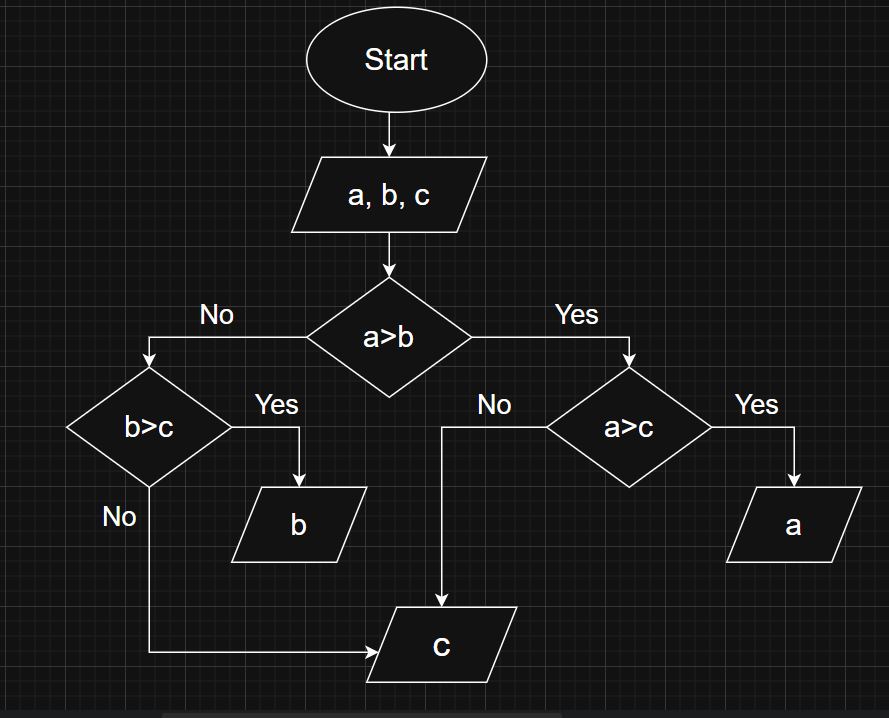 Start
a, b, c
a>b
No
Yes
b>c
Yes
No
a>c
Yes
No
b
a
c